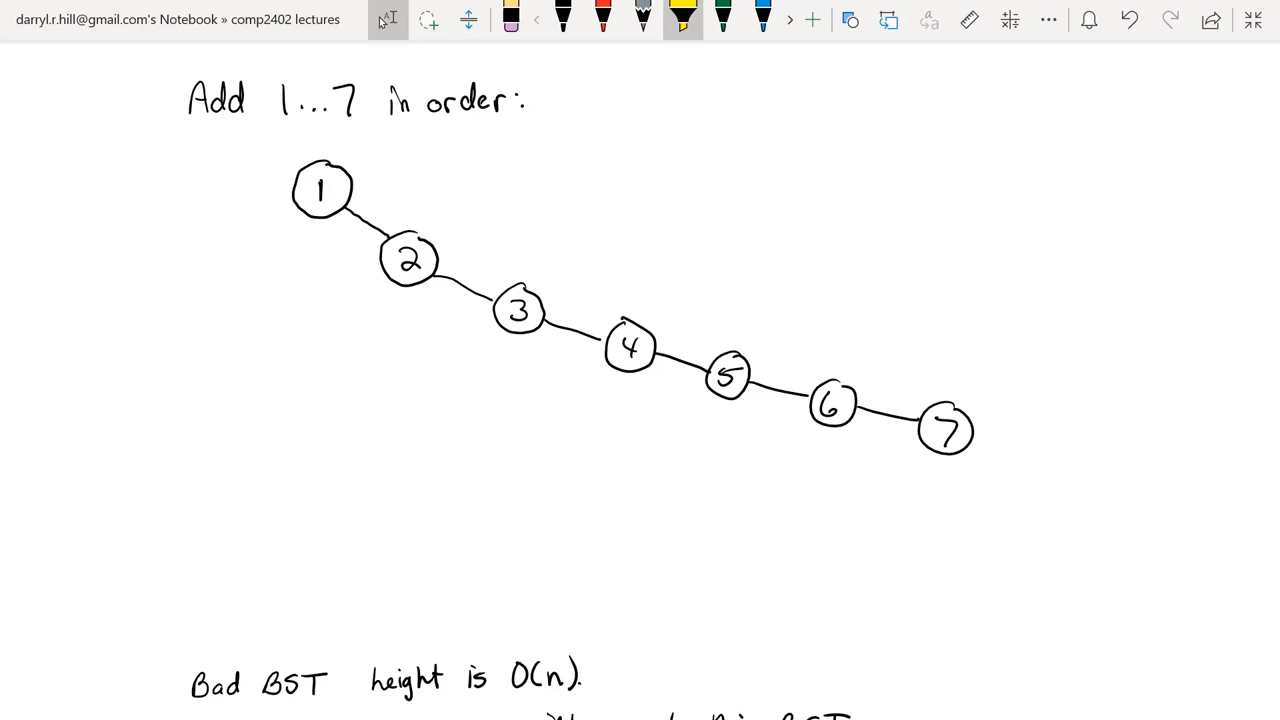 darryl.r.hill@gmail.com's Notebook » comp2402 lectures
Add 1...7 in order:
1
2
3
4
5
6
7
Bad BST height is O(n).
BST